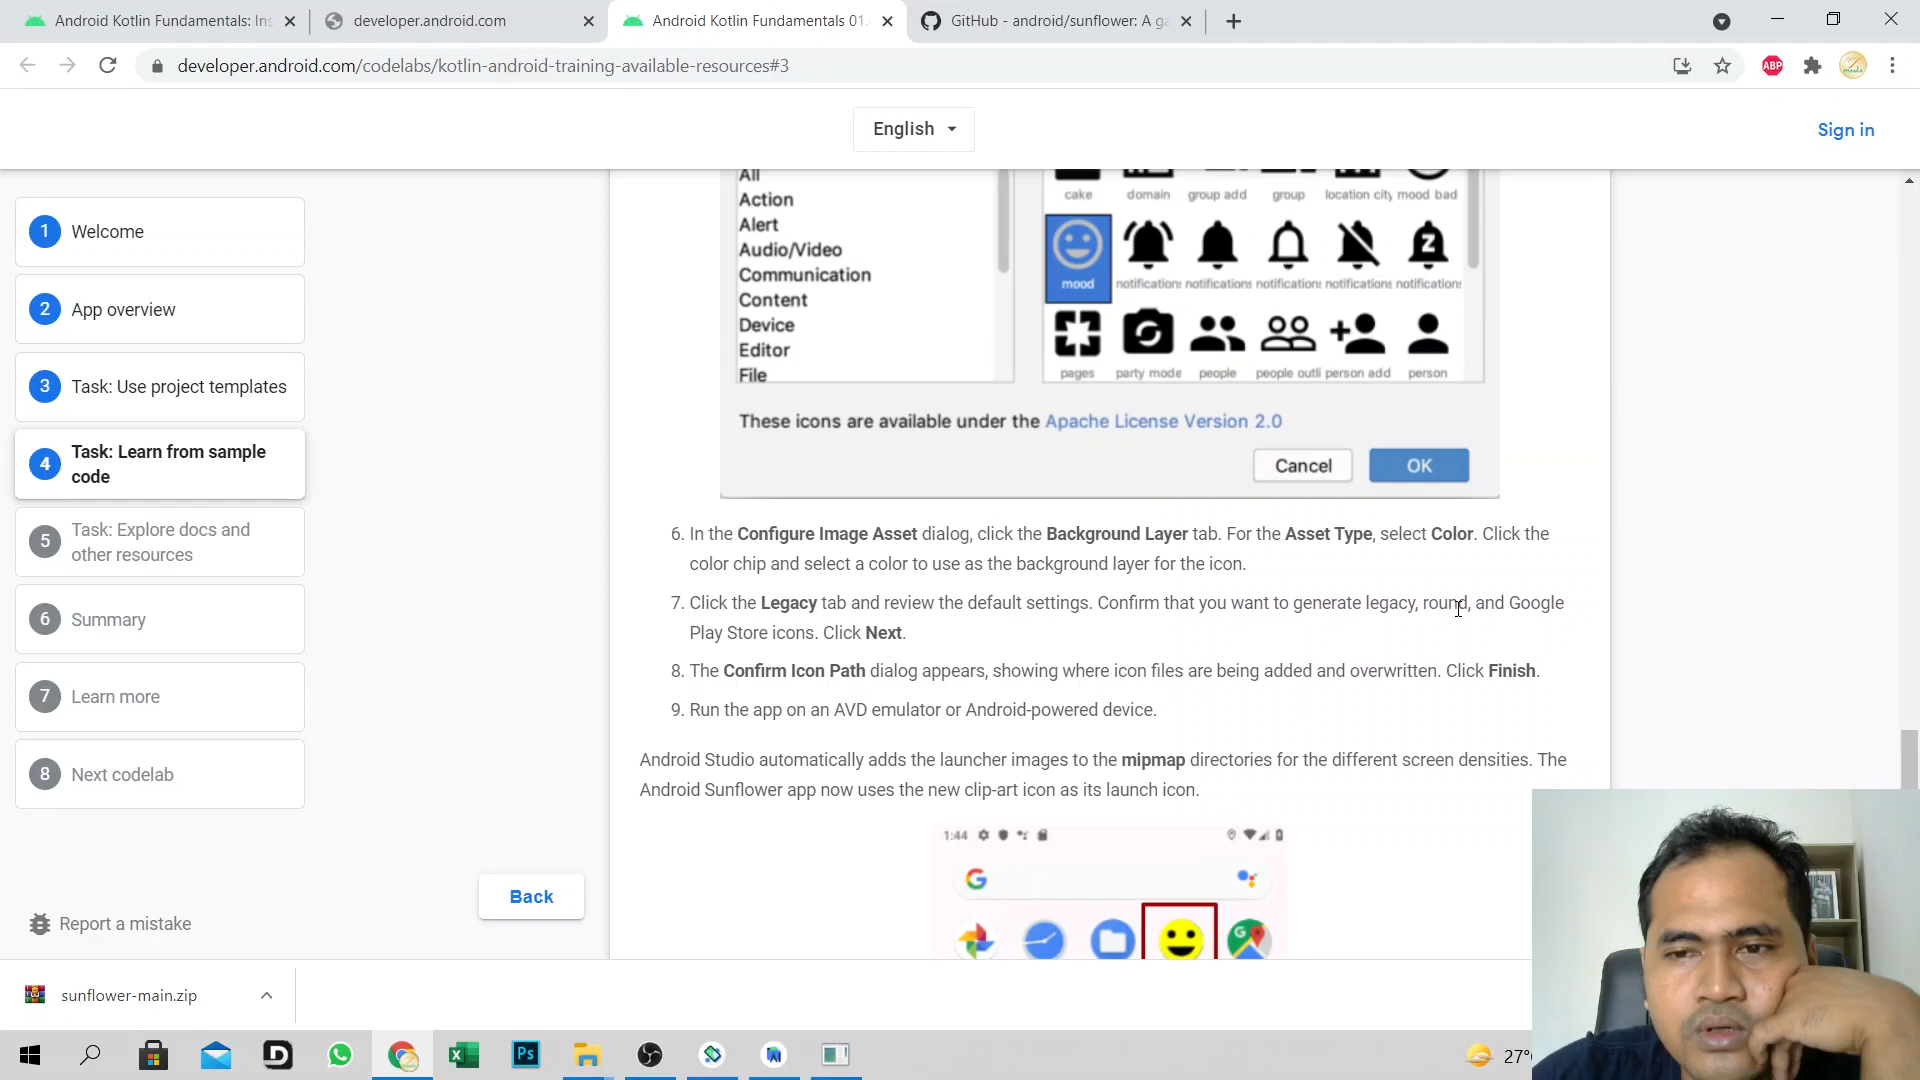 Android Kotlin Fundamentals: Ins
developer.android.com
Android Kotlin Fundamentals 01.
GitHub - android/sunflower: A ga
developer.android.com/codelabs/kotlin-android-training-available-resources#3
ABP
English
Sign in
1 Welcome
2 App overview
3 Task: Use project templates
4 Task: Learn from sample
code
5 Task: Explore docs and
other resources
6 Summary
7 Learn more
8 Next codelab
Back
Report a mistake
All
Action
Alert
Audio/Video
Communication
Content
Device
Editor
File
cake domain group add group location city mood bad
mood notifications notifications notifications notifications notifications
pages party mode people people outli person add person
These icons are available under the Apache License Version 2.0
Cancel OK
6. In the Configure Image Asset dialog, click the Background Layer tab. For the Asset Type, select Color. Click the
color chip and select a color to use as the background layer for the icon.
7. Click the Legacy tab and review the default settings. Confirm that you want to generate legacy, round, and Google
Play Store icons. Click Next.
8. The Confirm Icon Path dialog appears, showing where icon files are being added and overwritten. Click Finish.
9. Run the app on an AVD emulator or Android-powered device.
Android Studio automatically adds the launcher images to the mipmap directories for the different screen densities. The
Android Sunflower app now uses the new clip-art icon as its launch icon.
1:44
sunflower-main.zip
Ps
27°